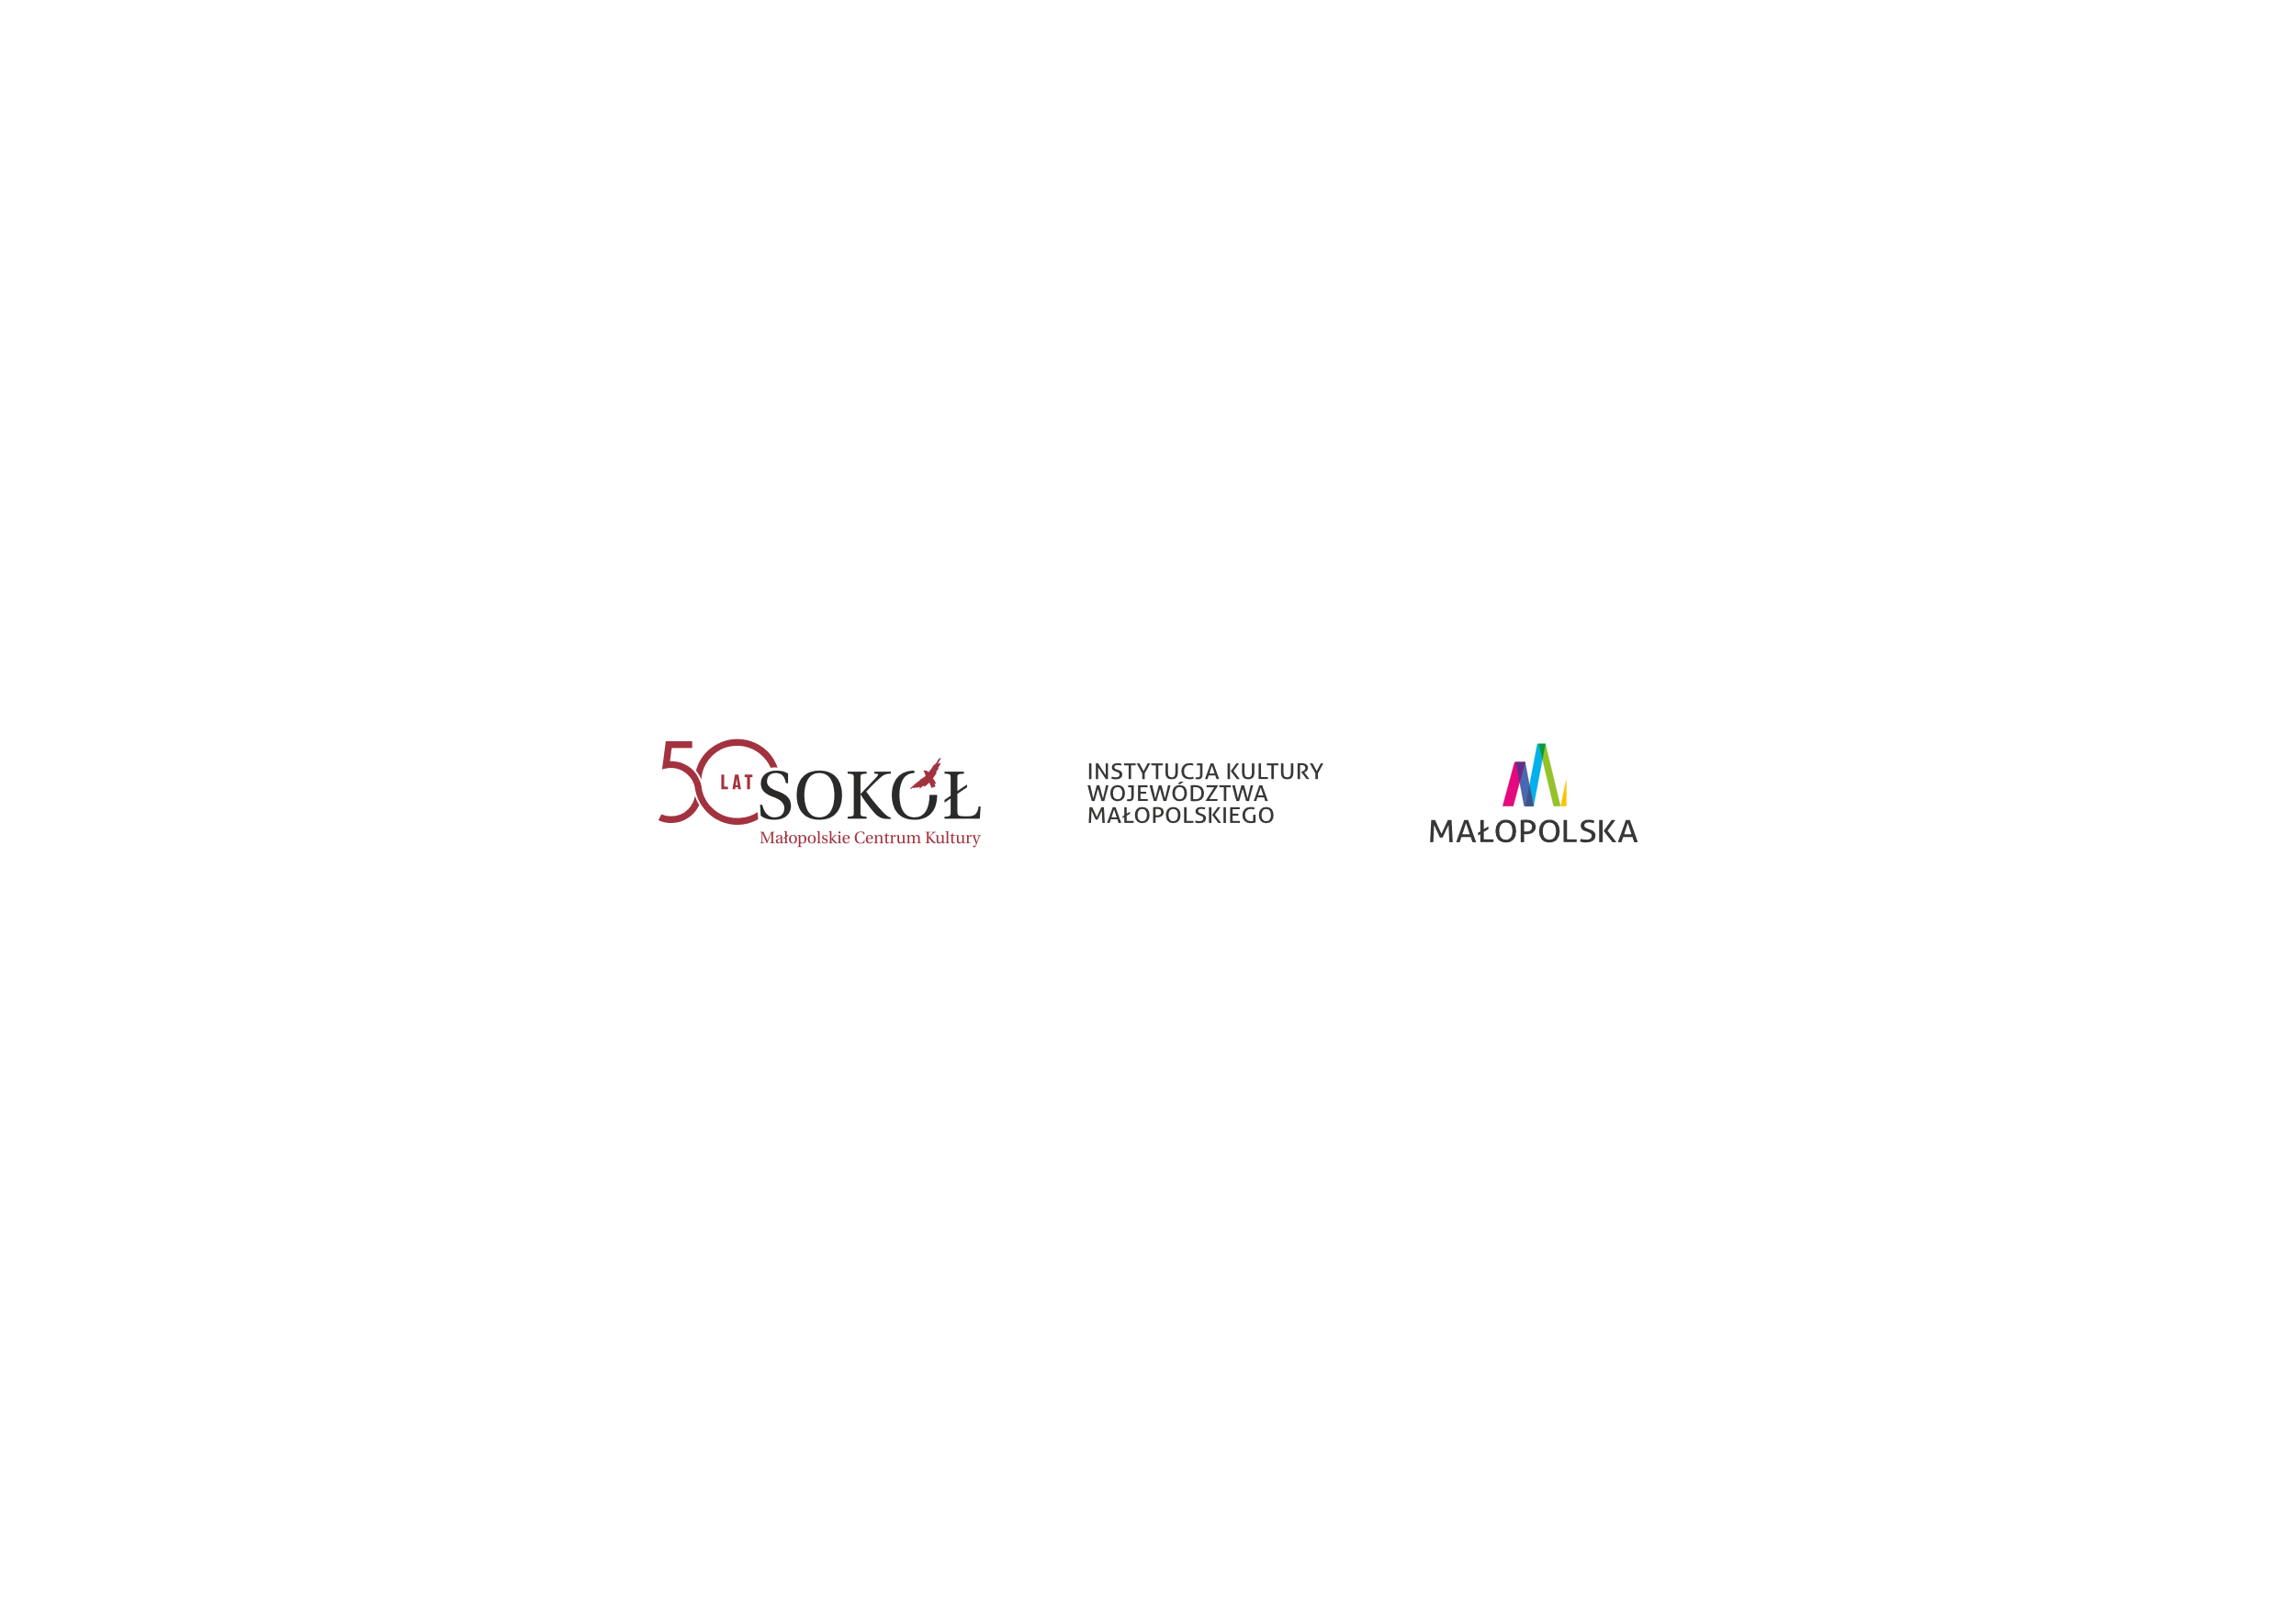 50 LAT
SOKÓŁ
Małopolskie Centrum Kultury
INSTYTUCJA KULTURY
WOJEWÓDZTWA
MAŁOPOLSKIEGO
MAŁOPOLSKA